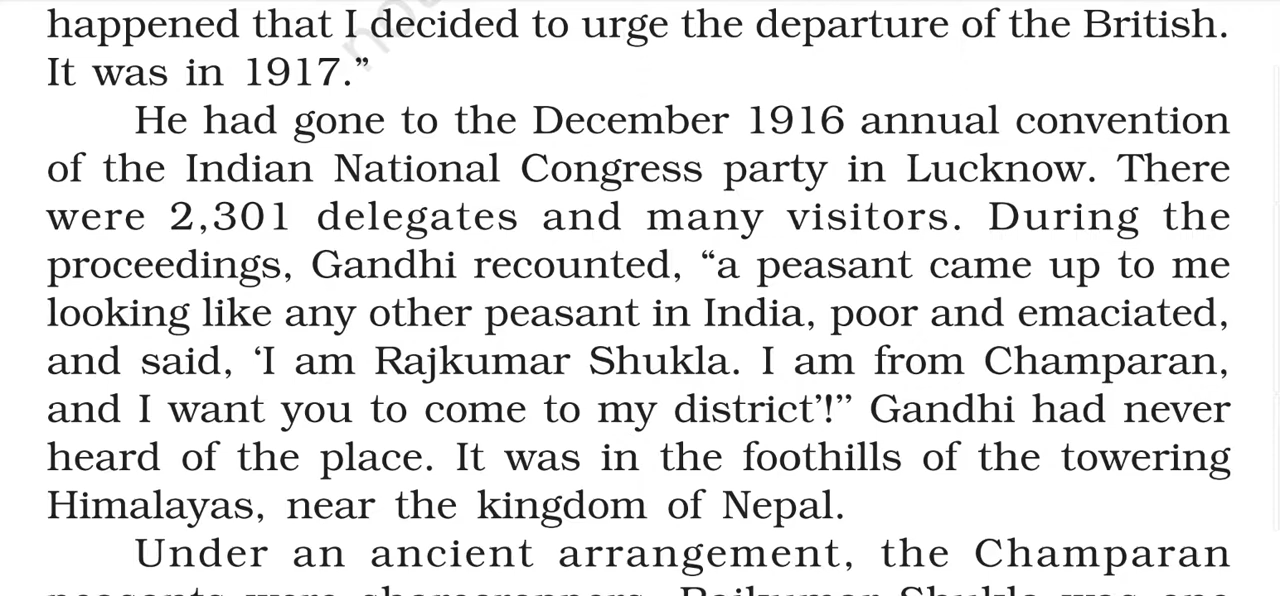 happened that I decided to urge the departure of the British.
It was in 1917.”
He had gone to the December 1916 annual convention
of the Indian National Congress party in Lucknow. There
were 2,301 delegates and many visitors. During the
proceedings, Gandhi recounted, “a peasant came up to me
looking like any other peasant in India, poor and emaciated,
and said, ‘I am Rajkumar Shukla. I am from Champaran,
and I want you to come to my district’!” Gandhi had never
heard of the place. It was in the foothills of the towering
Himalayas, near the kingdom of Nepal.
Under an ancient arrangement, the Champaran